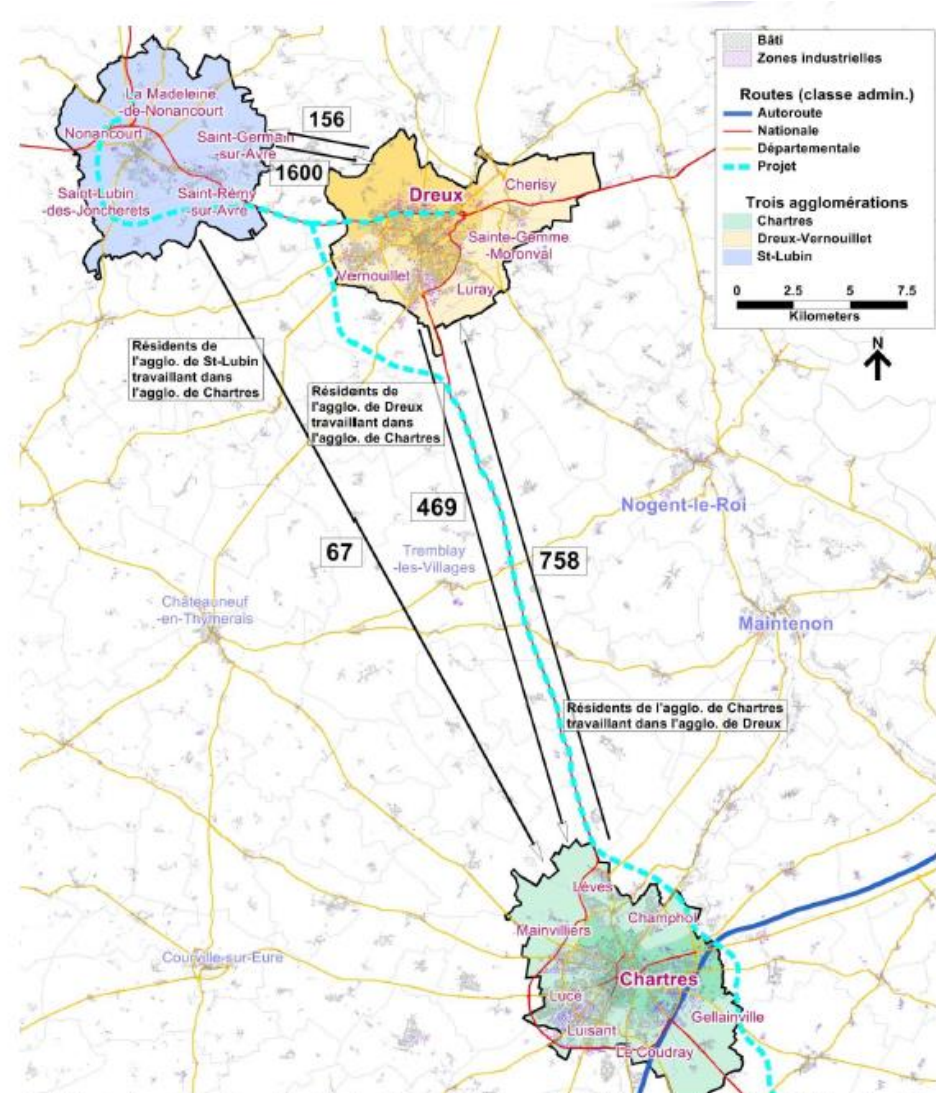 Bâti
Zones industrielles
Routes (classe admin.)
Autoroute
Nationale
Départementale
Projet
Trois agglomérations
Chartres
Dreux-Vernouillet
St-Lubin
0 2.5 5 7.5
Kilometers
N
La Madeleine
-de-Nonancourt
Nonancourt
Saint-Germain
-sur-Avre
156
1600
Saint-Lubin
-des-Joncherets
Saint-Rémy
-sur-Avre
Dreux
Cherisy
Sainte-Gemme
-Moronval
Vernouillet
Luray
Résidents de
l'agglo. de St-Lubin
travaillant dans
l'agglo. de Chartres
Résidents de
l'agglo. de Dreux
travaillant dans
l'agglo. de Chartres
Nogent-le-Roi
469
67
Tremblay
-les-Villages
758
Châteauneuf
-en-Thymerais
Maintenon
Résidents de l'agglo. de Chartres
travaillant dans l'agglo. de Dreux
Lèves
Champhol
Mainvilliers
Courville-sur-Eure
Chartres
Lucé
Gellainville
Luisant
Le Coudray